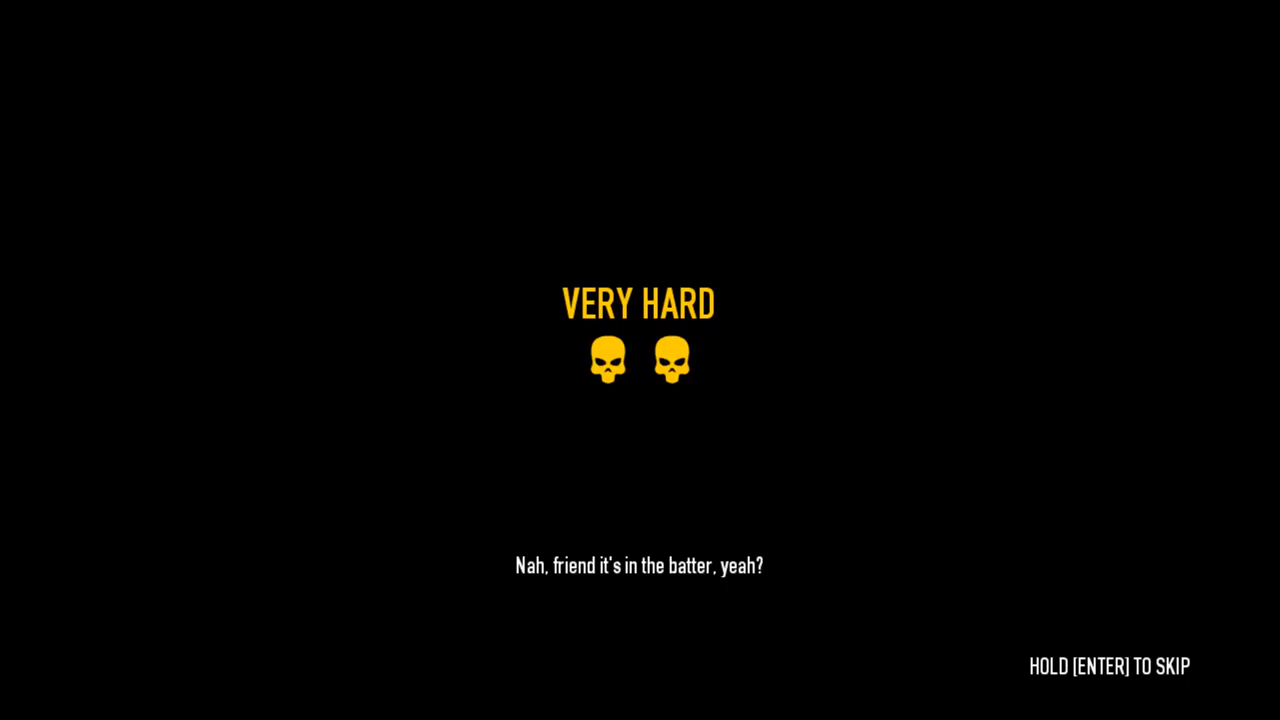 VERY HARD
Nah, friend it's in the batter, yeah?
HOLD [ENTER] TO SKIP